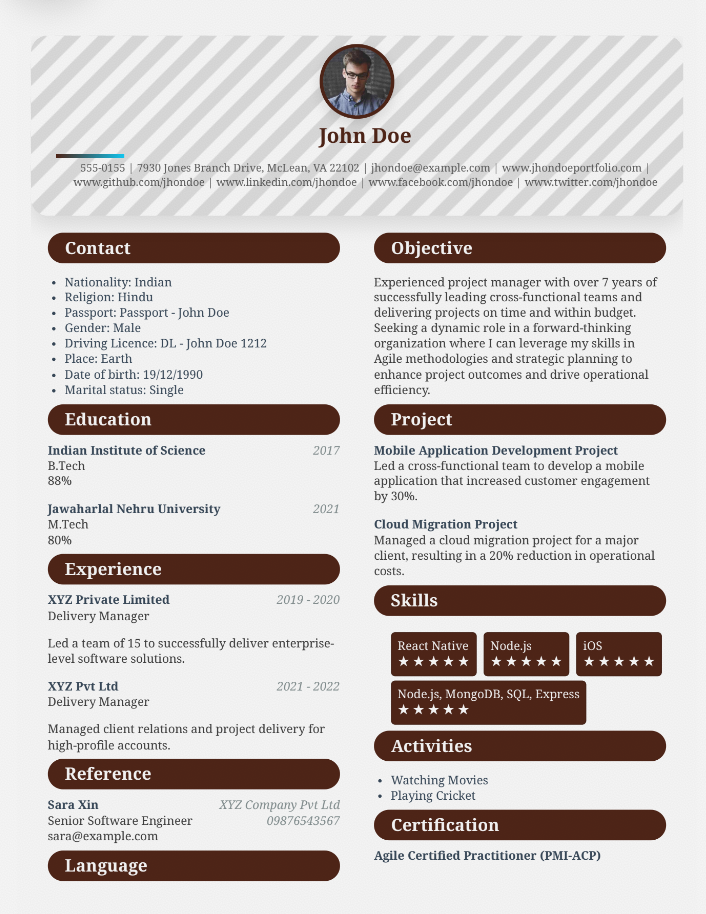 John Doe
555-0155 | 7930 Jones Branch Drive, McLean, VA 22102 | jhondoe@example.com | www.jhondoeportfolio.com |
www.github.com/jhondoe | www.linkedin.com/jhondoe | www.facebook.com/jhondoe | www.twitter.com/jhondoe
Contact
• Nationality: Indian
• Religion: Hindu
• Passport: Passport - John Doe
• Gender: Male
• Driving Licence: DL - John Doe 1212
• Place: Earth
• Date of birth: 19/12/1990
• Marital status: Single
Education
Indian Institute of Science 2017
B.Tech
88%
Jawaharlal Nehru University 2021
M.Tech
80%
Experience
XYZ Private Limited 2019 - 2020
Delivery Manager
Led a team of 15 to successfully deliver enterprise-
level software solutions.
XYZ Pvt Ltd 2021 - 2022
Delivery Manager
Managed client relations and project delivery for
high-profile accounts.
Reference
Sara Xin XYZ Company Pvt Ltd
Senior Software Engineer 09876543567
sara@example.com
Language
Objective
Experienced project manager with over 7 years of
successfully leading cross-functional teams and
delivering projects on time and within budget.
Seeking a dynamic role in a forward-thinking
organization where I can leverage my skills in
Agile methodologies and strategic planning to
enhance project outcomes and drive operational
efficiency.
Project
Mobile Application Development Project
Led a cross-functional team to develop a mobile
application that increased customer engagement
by 30%.
Cloud Migration Project
Managed a cloud migration project for a major
client, resulting in a 20% reduction in operational
costs.
Skills
React Native Node.js iOS
★★★★★ ★★★★★ ★★★★★
Node.js, MongoDB, SQL, Express
★★★★★
Activities
• Watching Movies
• Playing Cricket
Certification
Agile Certified Practitioner (PMI-ACP)